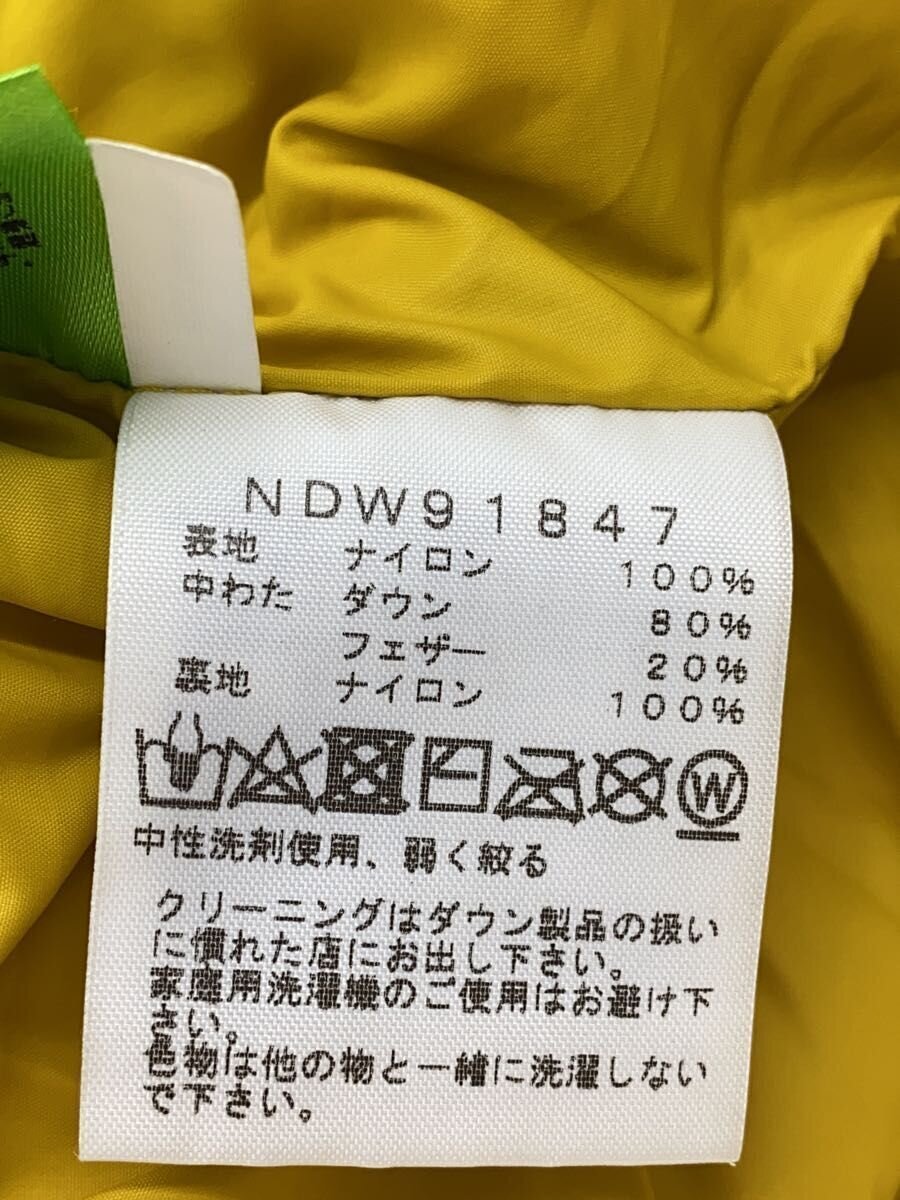 NDW91847
表地 ナイロン 100%
中わた ダウン 80%
フェザー 20%
裏地 ナイロン 100%
W
中性洗剤使用、弱く絞る
クリーニングはダウン製品の扱い
に慣れた店にお出し下さい。
家庭用洗濯機のご使用はお避け下
さい。
色物は他の物と一緒に洗濯しない
で下さい。